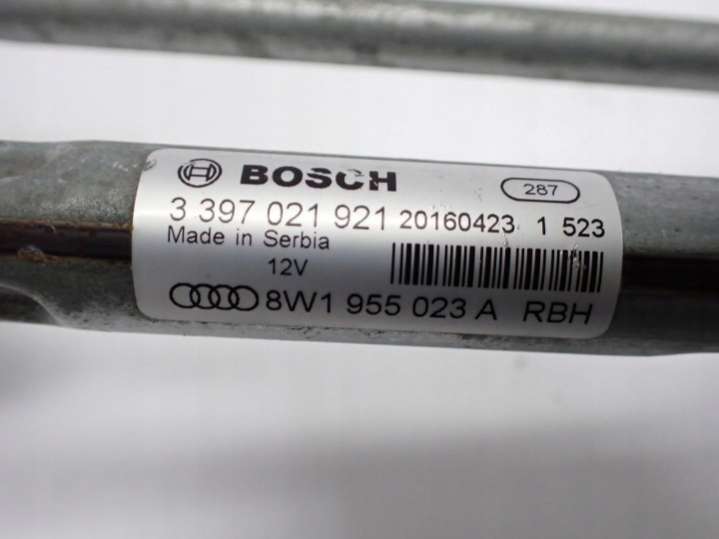 BOSCH 287
3 397 021 921 20160423 1 523
Made in Serbia
12V
8W1 955 023 A RBH